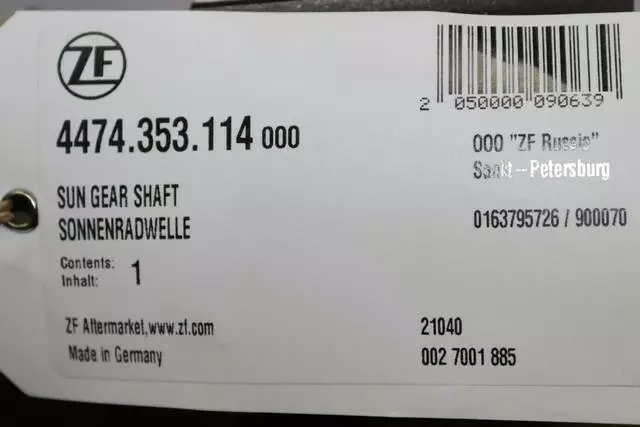 ZF
2 050000 090639
4474.353.114 000
OOO "ZF Russia"
Sankt-Petersburg
SUN GEAR SHAFT
SONNENRADWELLE
0163795726 / 900070
Contents:
Inhalt: 1
ZF Aftermarket,www.zf.com
Made in Germany
21040
002 7001 885